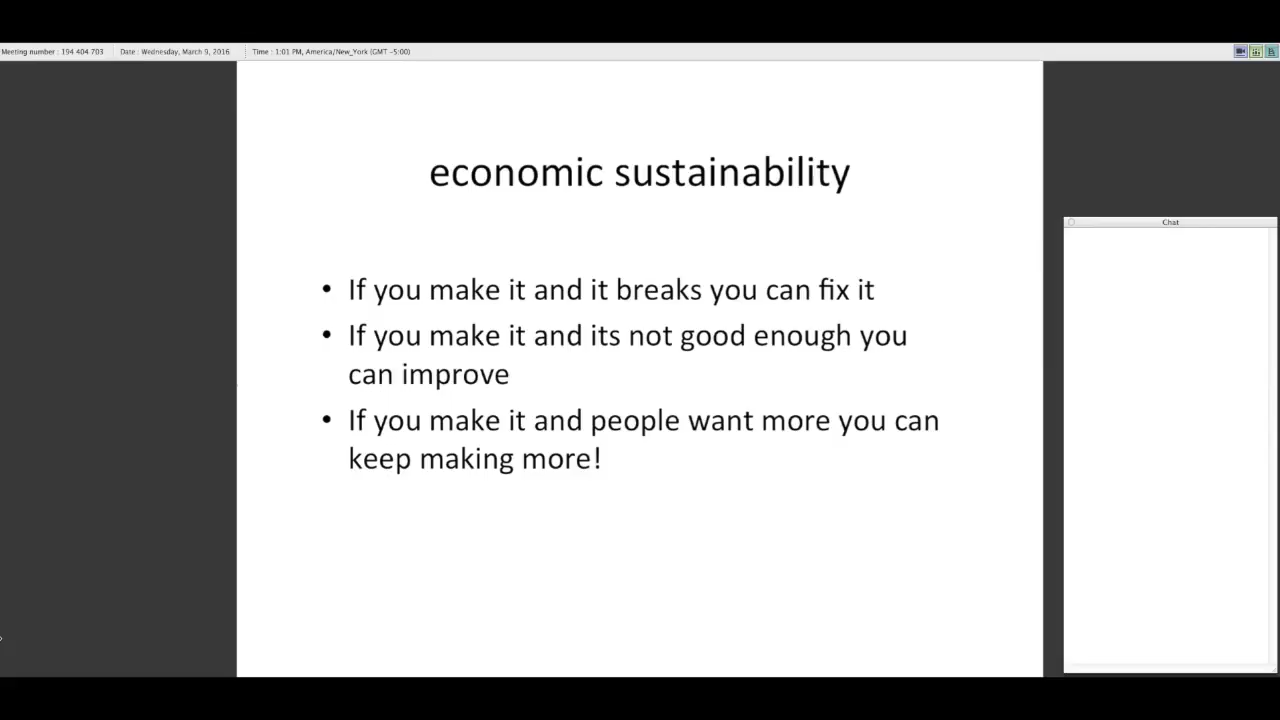 Meeting number : 194 404 703 Date : Wednesday, March 9, 2016 Time : 1:01 PM, America/New_York (GMT -5:00)
economic sustainability
Chat
• If you make it and it breaks you can fix it
• If you make it and its not good enough you
can improve
• If you make it and people want more you can
keep making more!